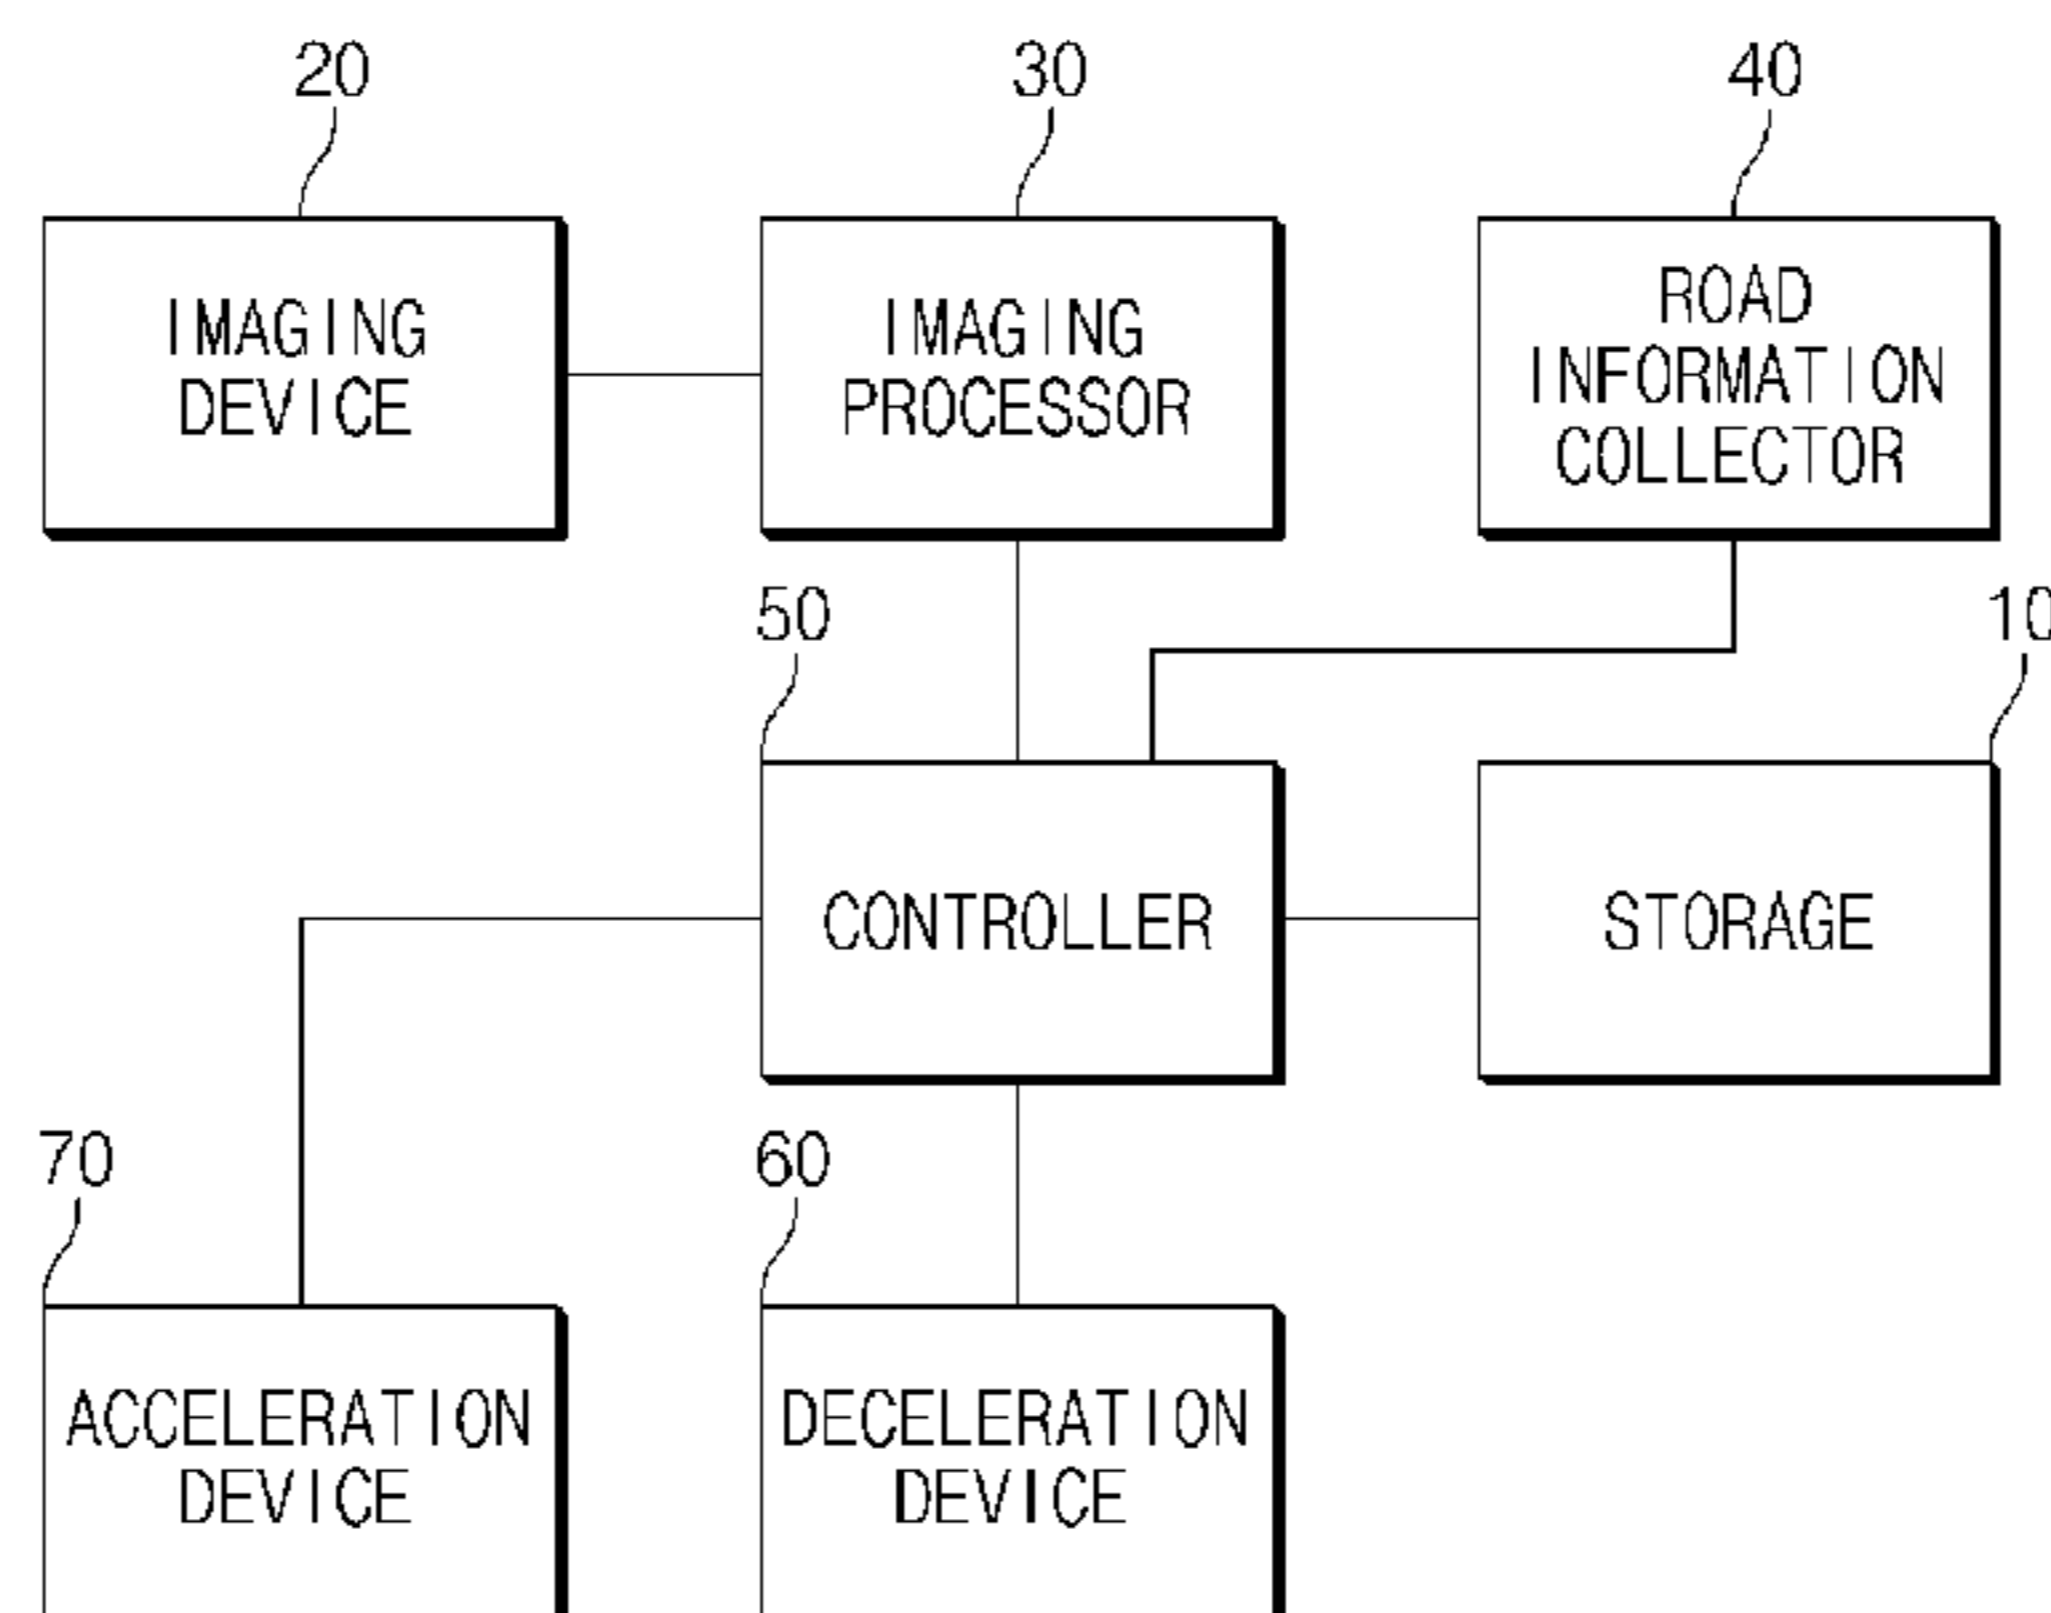 20
30
40
IMAGING
DEVICE
IMAGING
PROCESSOR
ROAD
INFORMATION
COLLECTOR
50
10
CONTROLLER
STORAGE
70
60
ACCELERATION
DEVICE
DECELERATION
DEVICE